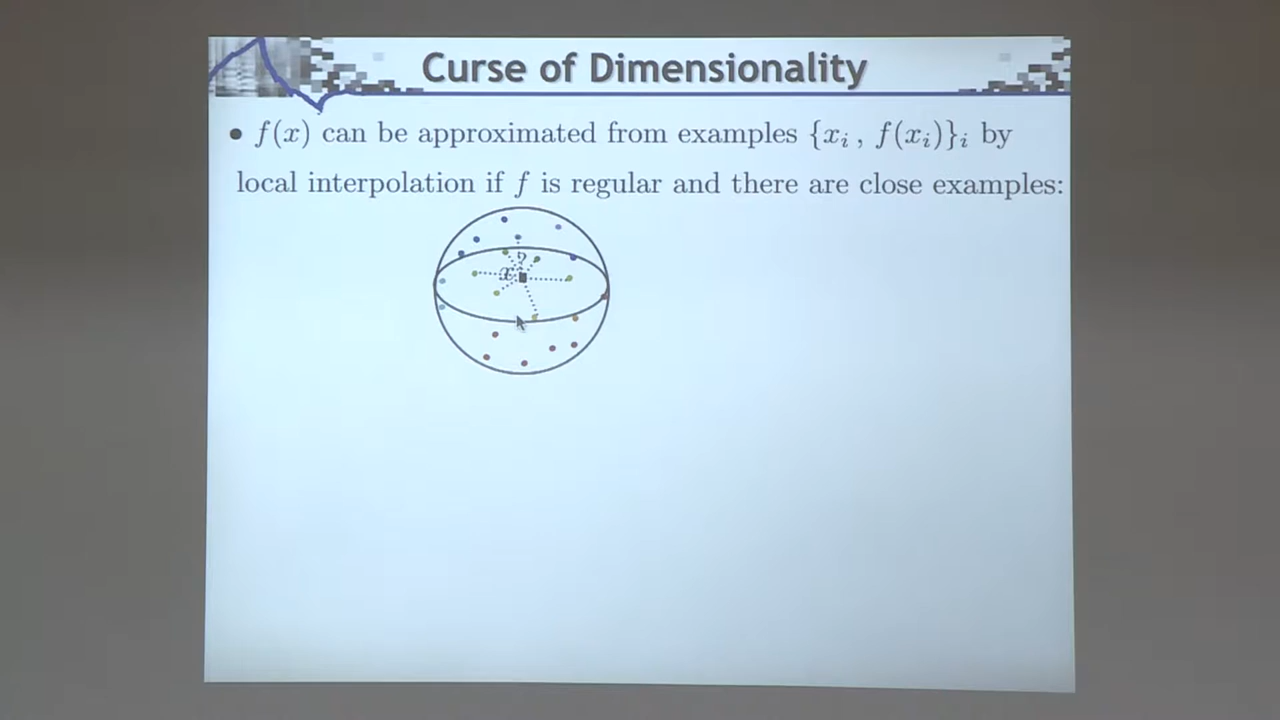 Curse of Dimensionality
• f(x) can be approximated from examples {xᵢ , f(xᵢ)}ᵢ by
local interpolation if f is regular and there are close examples:
?
x